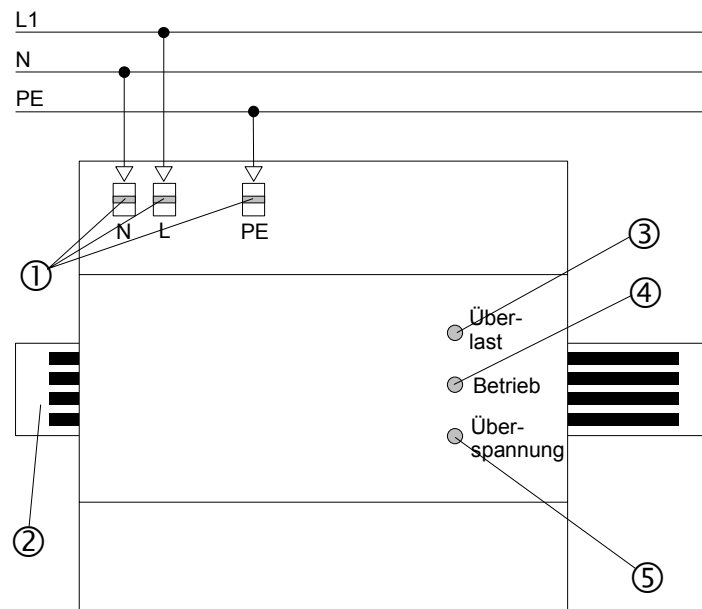 L1
N
PE
N L PE
①
③
④
Über-
last
Betrieb
Über-
spannung
②
⑤